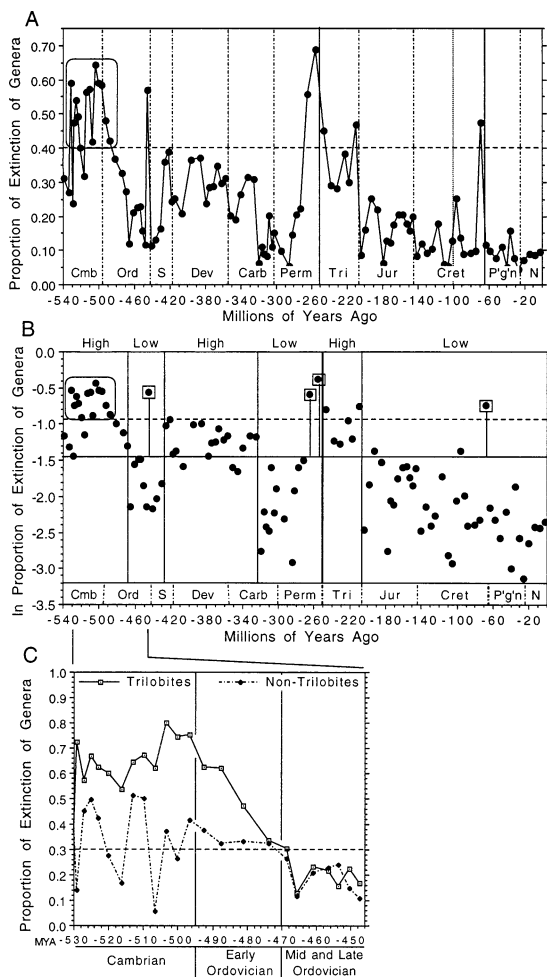 A
Proportion of Extinction of Genera
0.70
0.60
0.50
0.40
0.30
0.20
0.10
0.00
Cmb Ord S Dev Carb Perm Tri Jur Cret P'g'n N
-540 -500 -460 -420 -380 -340 -300 -260 -220 -180 -140 -100 -60 -20
Millions of Years Ago
B
High Low High Low High Low
ln Proportion of Extinction of Genera
0.0
-0.5
-1.0
-1.5
-2.0
-2.5
-3.0
-3.5
Cmb Ord S Dev Carb Perm Tri Jur Cret P'g'n N
-540 -500 -460 -420 -380 -340 -300 -260 -220 -180 -140 -100 -60 -20
Millions of Years Ago
C
Proportion of Extinction of Genera
1.0
Trilobites Non-Trilobites
0.9
0.8
0.7
0.6
0.5
0.4
0.3
0.2
0.1
0.0
MYA -530 -520 -510 -500 -490 -480 -470 -460 -450
Cambrian Early Ordovician Mid and Late Ordovician